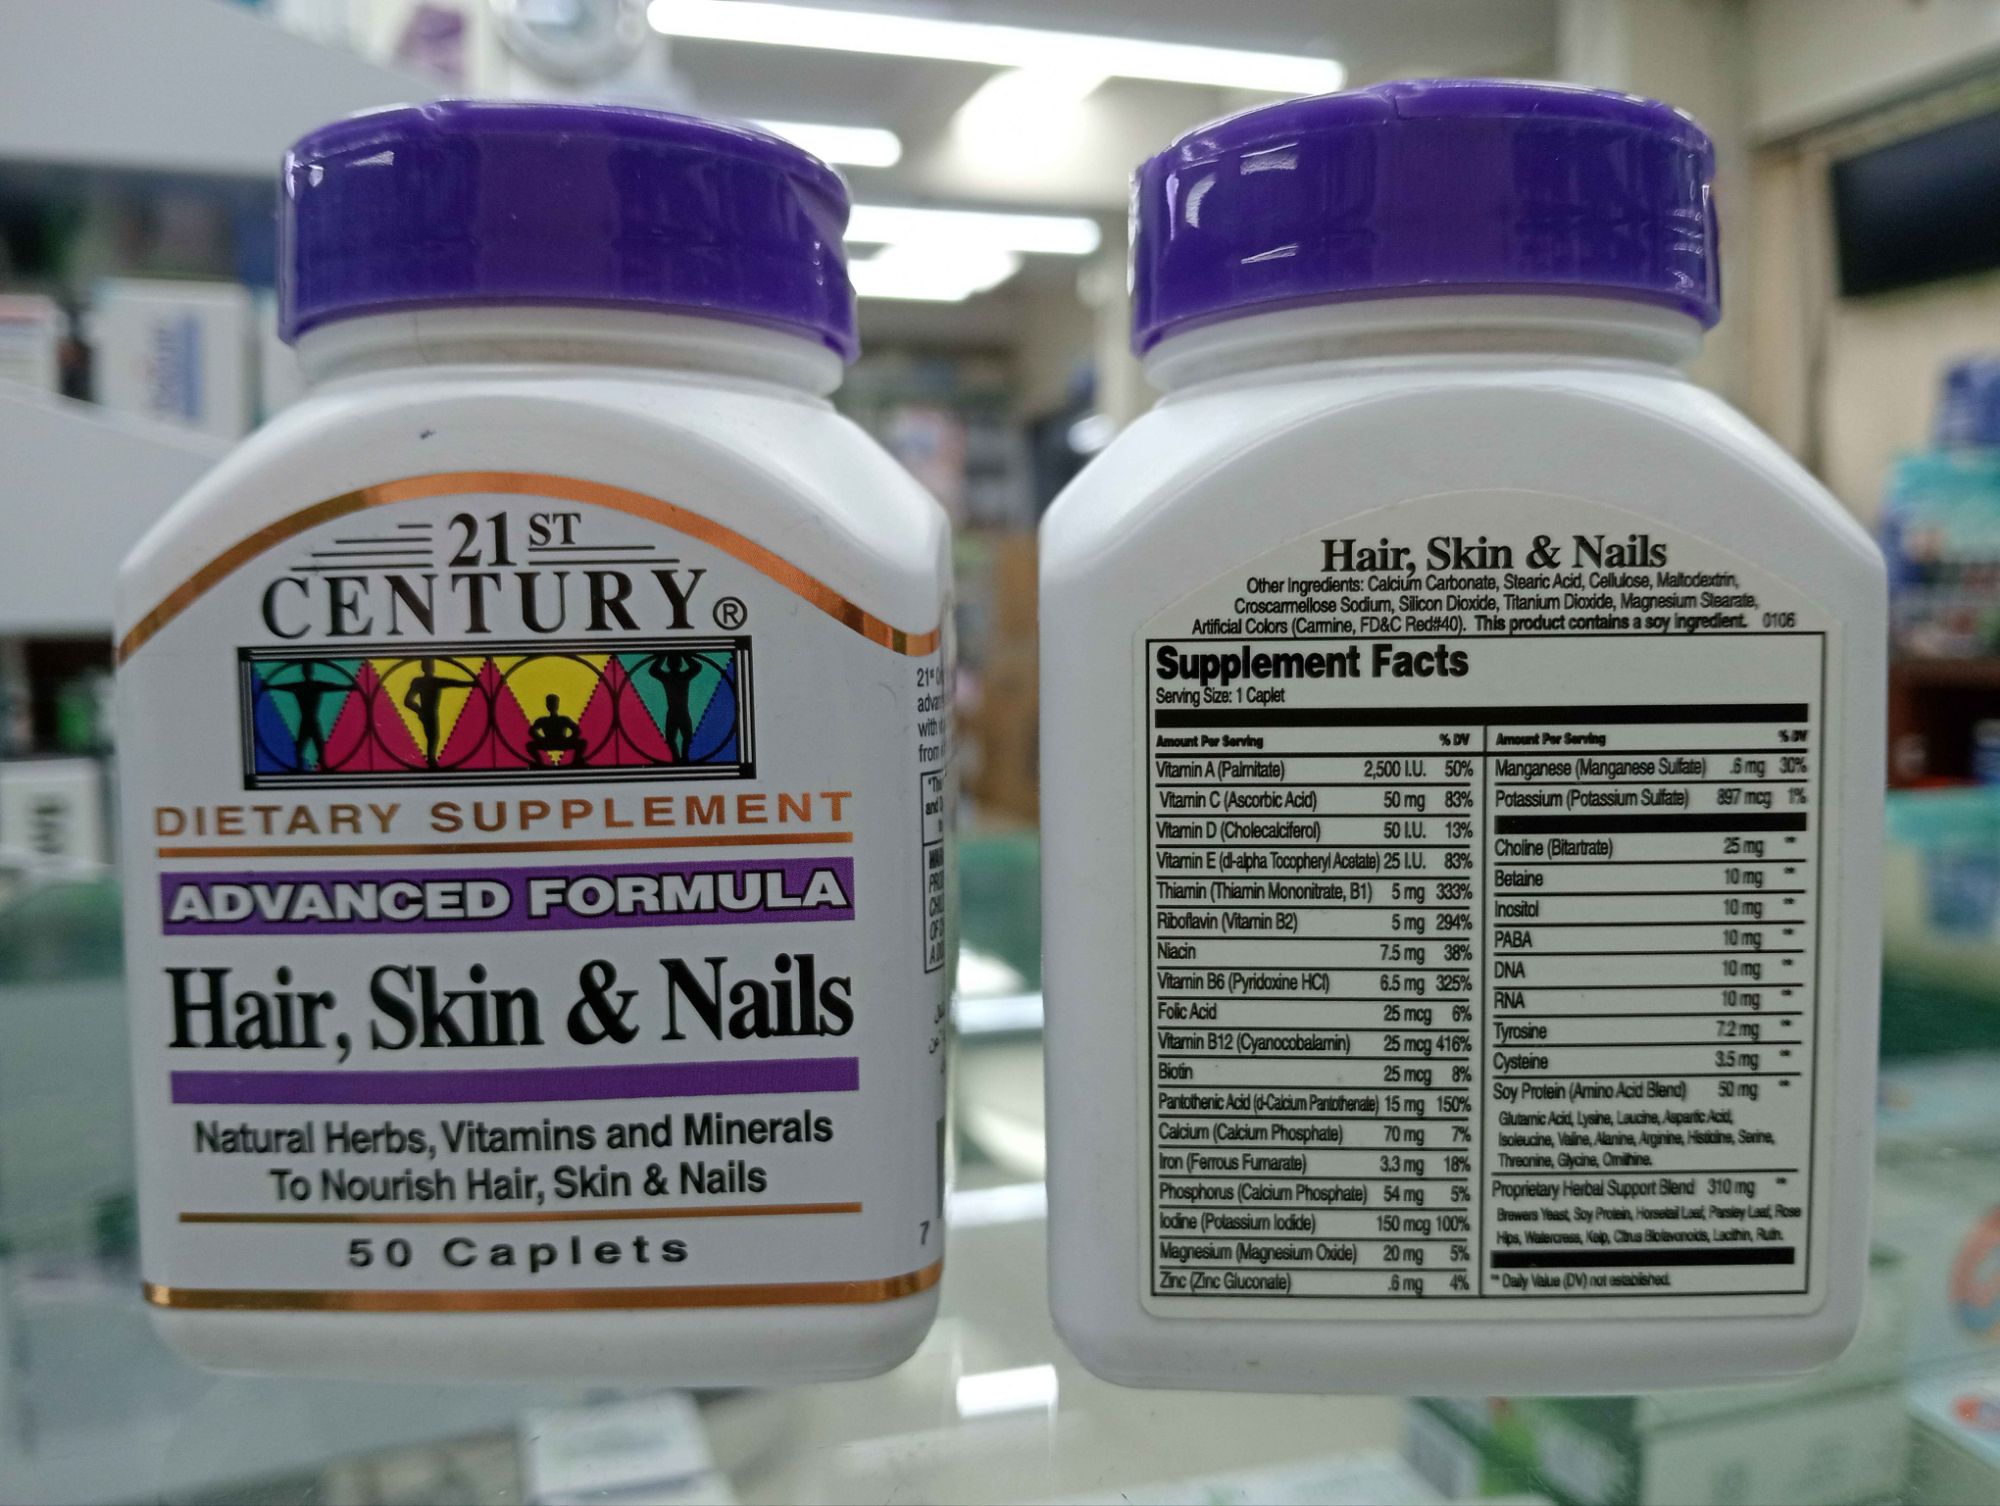 21ST
CENTURY®
DIETARY SUPPLEMENT
ADVANCED FORMULA
Hair, Skin & Nails
Natural Herbs, Vitamins and Minerals
To Nourish Hair, Skin & Nails
50 Caplets
21st
with
from
7
Hair, Skin & Nails
Other Ingredients: Calcium Carbonate, Stearic Acid, Cellulose, Maltodextrin,
Croscarmellose Sodium, Silicon Dioxide, Titanium Dioxide, Magnesium Stearate,
Artificial Colors (Carmine, FD&C Red#40). This product contains a soy ingredient. 0106
Supplement Facts
Serving Size: 1 Caplet
Amount Per Serving % DV
Vitamin A (Palmitate) 2,500 I.U. 50%
Vitamin C (Ascorbic Acid) 50 mg 83%
Vitamin D (Cholecalciferol) 50 I.U. 13%
Vitamin E (dl-alpha Tocopheryl Acetate) 25 I.U. 83%
Thiamin (Thiamin Mononitrate, B1) 5 mg 333%
Riboflavin (Vitamin B2) 5 mg 294%
Niacin 7.5 mg 38%
Vitamin B6 (Pyridoxine HCl) 6.5 mg 325%
Folic Acid 25 mcg 6%
Vitamin B12 (Cyanocobalamin) 25 mcg 416%
Biotin 25 mcg 8%
Pantothenic Acid (d-Calcium Pantothenate) 15 mg 150%
Calcium (Calcium Phosphate) 70 mg 7%
Iron (Ferrous Fumarate) 3.3 mg 18%
Phosphorus (Calcium Phosphate) 54 mg 5%
Iodine (Potassium Iodide) 150 mcg 100%
Magnesium (Magnesium Oxide) 20 mg 5%
Zinc (Zinc Gluconate) .6 mg 4%
Amount Per Serving % DV
Manganese (Manganese Sulfate) .6 mg 30%
Potassium (Potassium Sulfate) 897 mcg 1%
Choline (Bitartrate) 25 mg **
Betaine 10 mg **
Inositol 10 mg **
PABA 10 mg **
DNA 10 mg **
RNA 10 mg **
Tyrosine 7.2 mg **
Cysteine 3.5 mg **
Soy Protein (Amino Acid Blend) 50 mg **
Glutamic Acid, Lysine, Leucine, Aspartic Acid,
Isoleucine, Valine, Alanine, Arginine, Histidine, Serine,
Threonine, Glycine, Ornithine.
Proprietary Herbal Support Blend 310 mg **
Brewers Yeast, Soy Protein, Horsetail Leaf, Parsley Leaf, Rose
Hips, Watercress, Kelp, Citrus Bioflavonoids, Lecithin, Rutin.
** Daily Value (DV) not established.